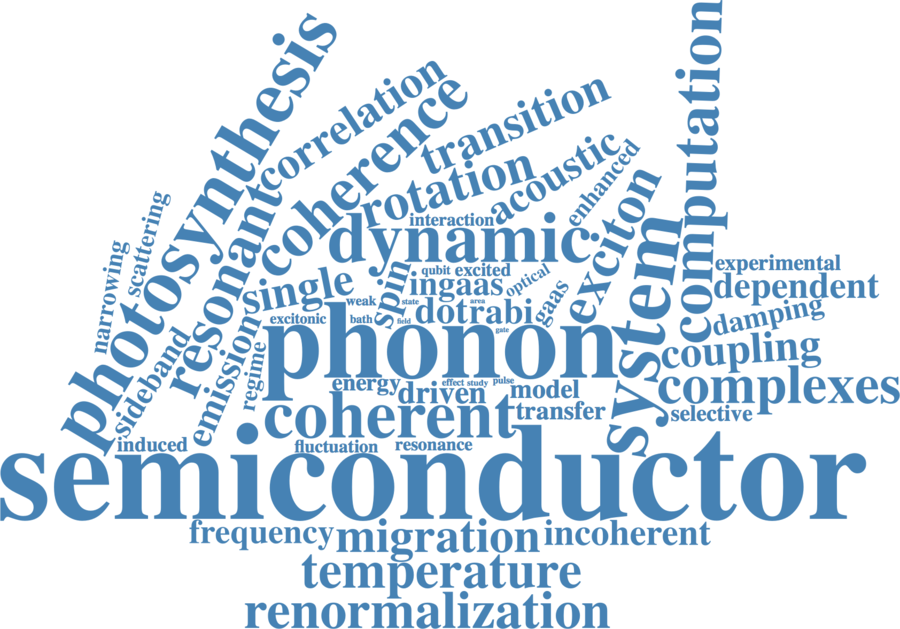 photosynthesis
correlation
coherence
transition
computation
resonant
rotation
acoustic
enhanced
scattering
narrowing
interaction
dynamic
exciton
system
experimental
dependent
damping
single
spin
qubit
excited
optical
ingaas
weak
state
area
gaas
excitonic
bath
field
dotrabi
gate
phonon
coupling
complexes
selective
sideband
emission
regime
energy
driven
effect
study
pulse
model
transfer
coherent
induced
fluctuation
resonance
semiconductor
frequency
migration
incoherent
temperature
renormalization